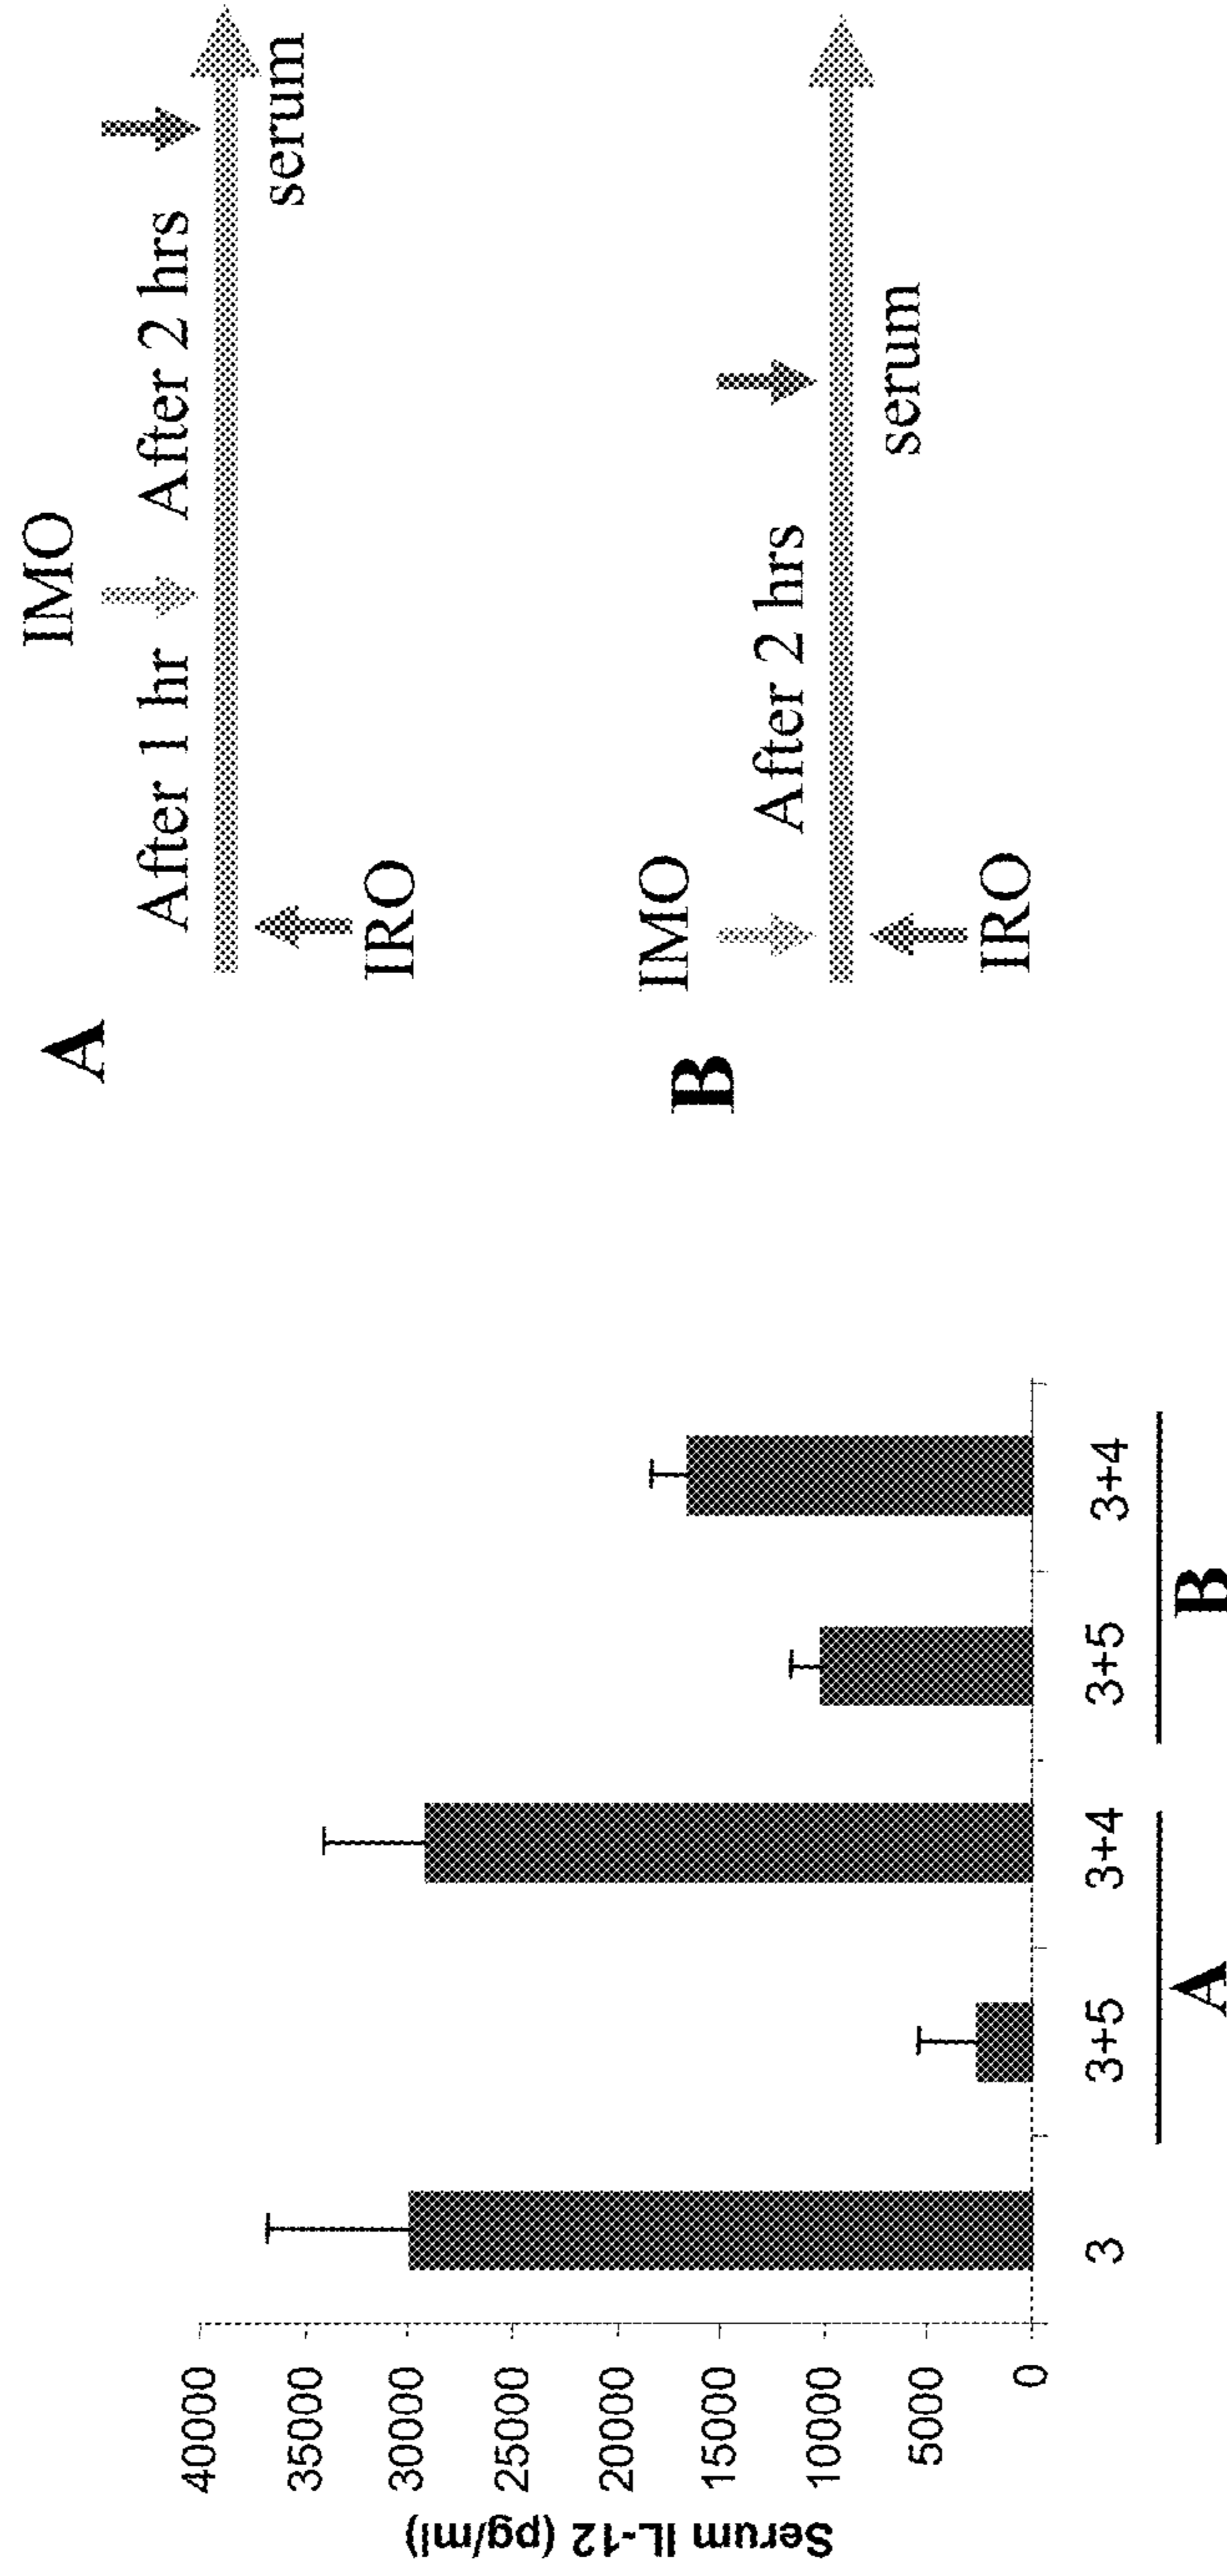 Serum IL-12 (pg/ml)
40000
35000
30000
25000
20000
15000
10000
5000
0
3
3+5
3+4
3+5
3+4
A
B
A
IMO
After 1 hr
After 2 hrs
IRO
serum
B
IMO
After 2 hrs
IRO
serum